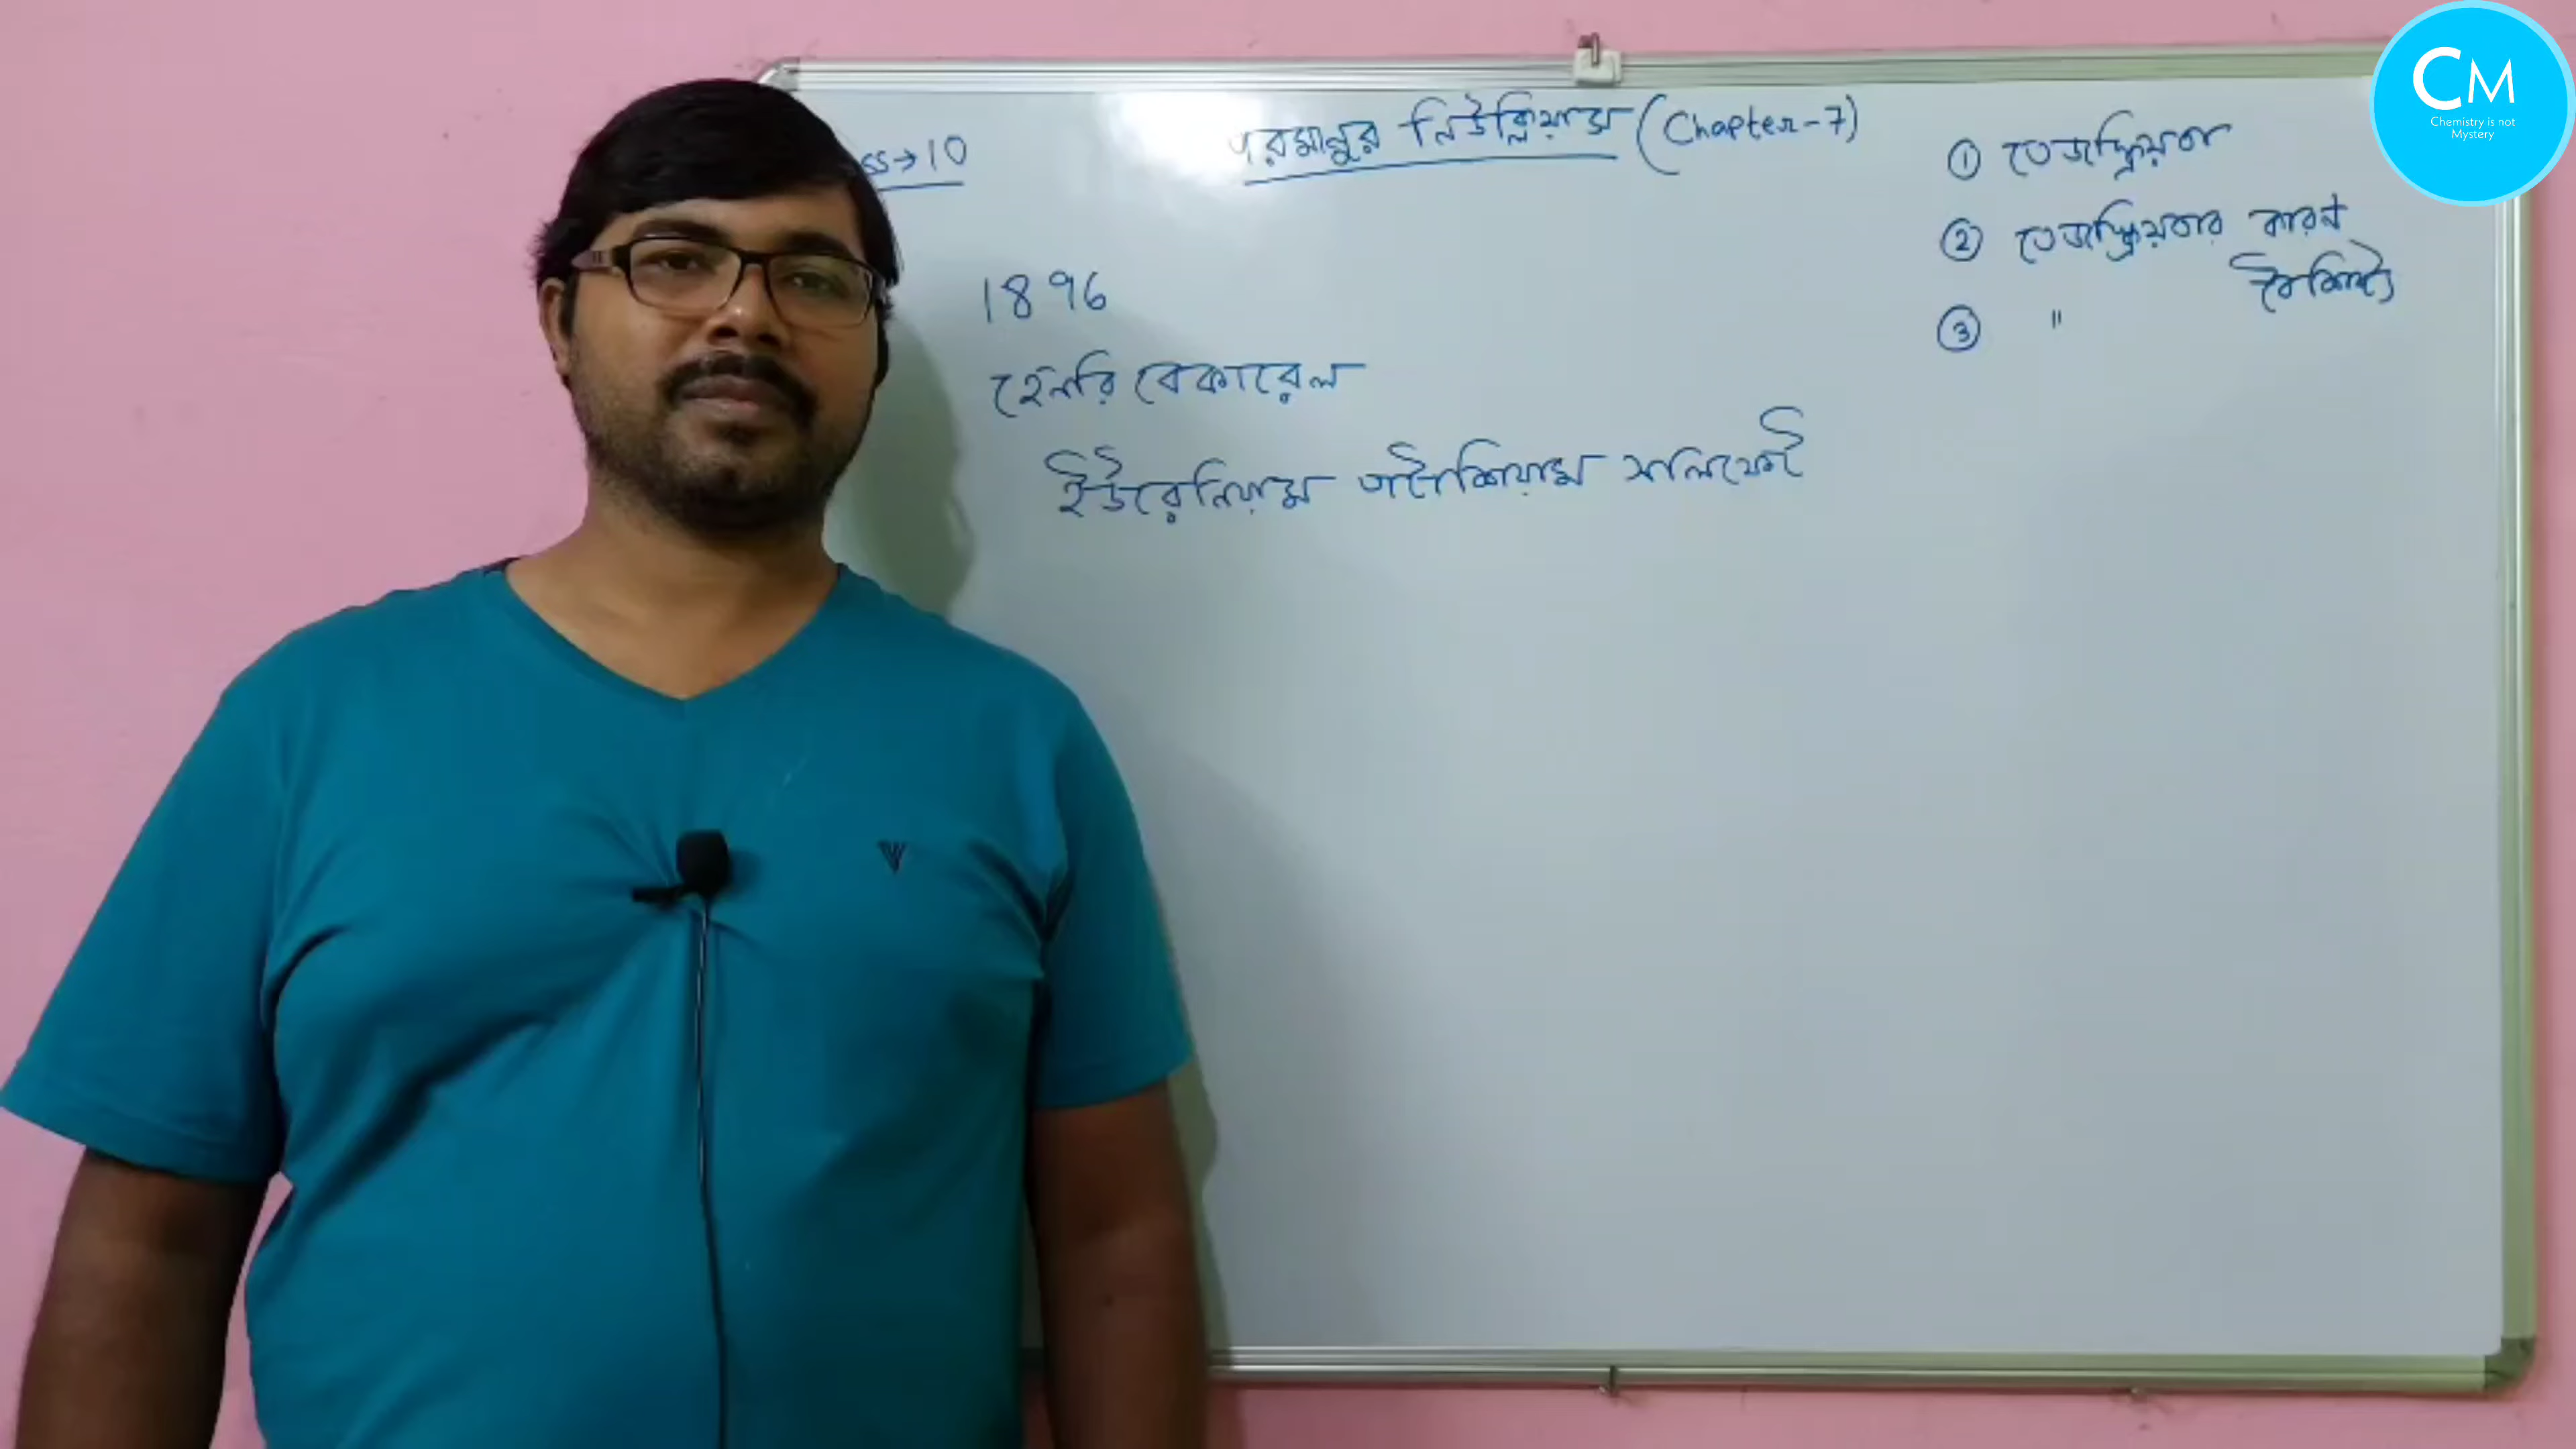 ss→10
পরমানুর নিউক্লিয়াস (Chapter-7)
1896
হেনরি বেকারেল
ইউরেনিয়াম পটাশিয়াম সালফেট
① তেজস্ক্রিয়তা
② তেজস্ক্রিয়তার কারণ
③ " বৈশিষ্ট্য
CM
Chemistry is not
Mystery